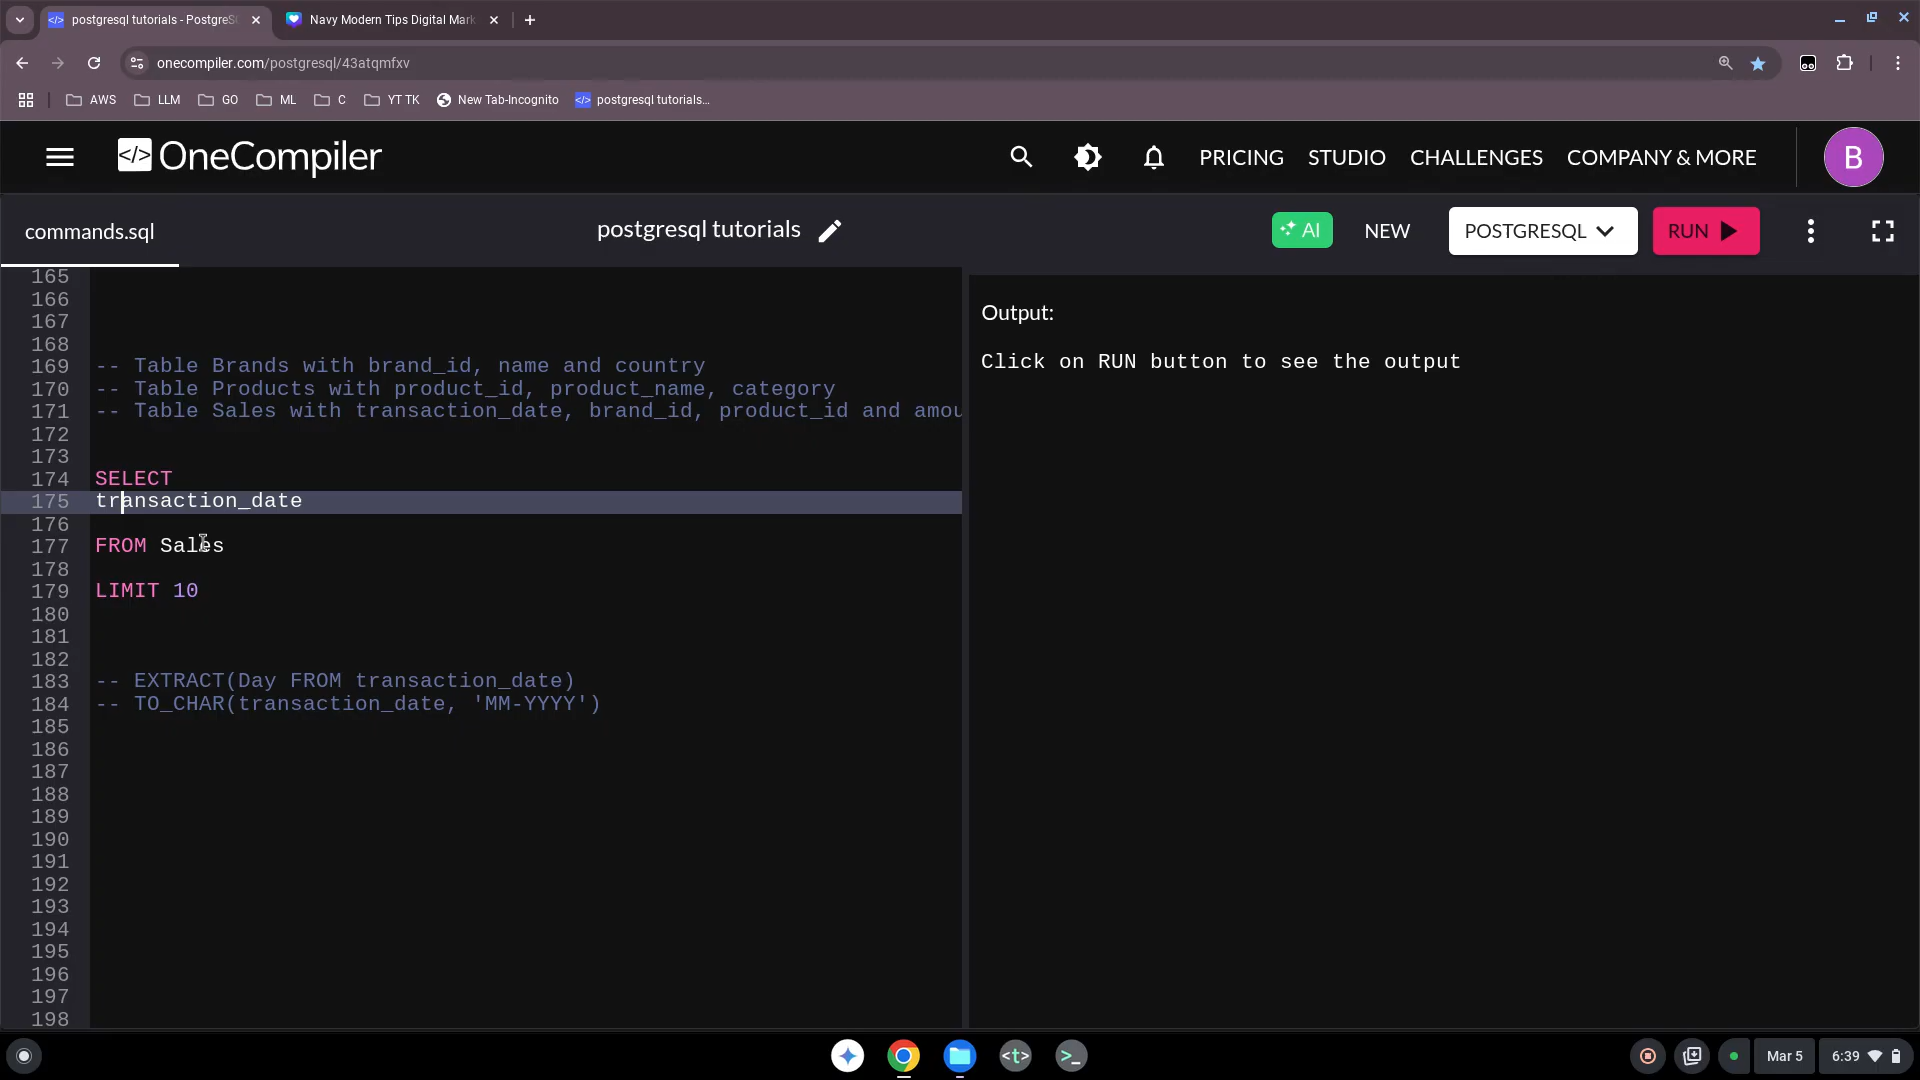 postgresql tutorials - PostgreS
Navy Modern Tips Digital Mark
onecompiler.com/postgresql/43atqmfxv
AWS LLM GO ML C YT TK New Tab-Incognito postgresql tutorials...
</> OneCompiler PRICING STUDIO CHALLENGES COMPANY & MORE B
commands.sql postgresql tutorials AI NEW POSTGRESQL RUN
165
166
167
168
169 -- Table Brands with brand_id, name and country
170 -- Table Products with product_id, product_name, category
171 -- Table Sales with transaction_date, brand_id, product_id and amou
172
173
174 SELECT
175 transaction_date
176
177 FROM Sales
178
179 LIMIT 10
180
181
182
183 -- EXTRACT(Day FROM transaction_date)
184 -- TO_CHAR(transaction_date, 'MM-YYYY')
185
186
187
188
189
190
191
192
193
194
195
196
197
198
Output:
Click on RUN button to see the output
<t> >_
Mar 5 6:39